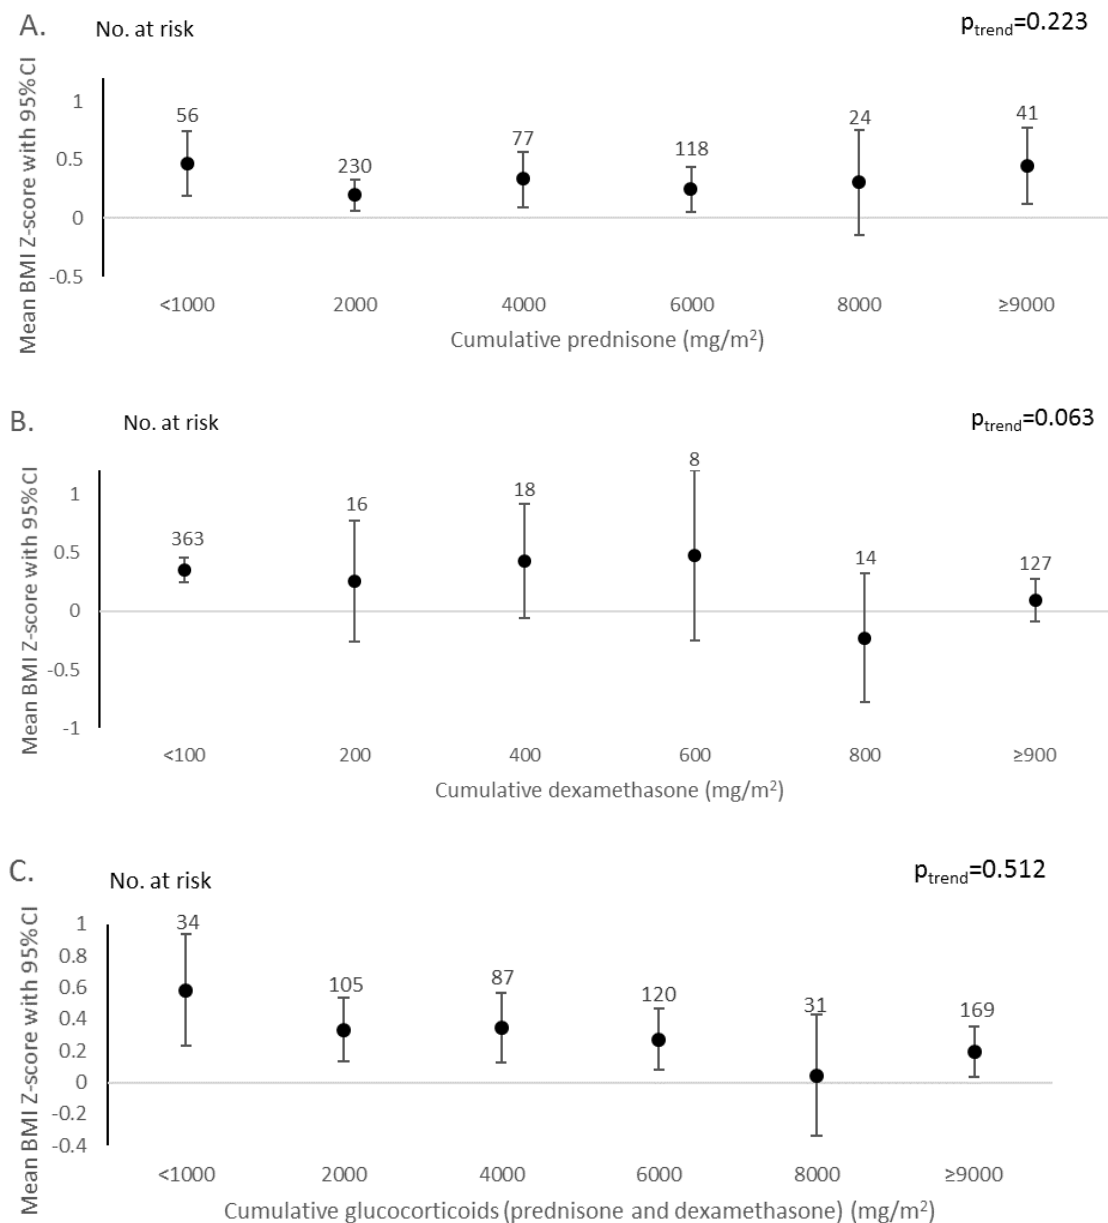 A.
No. at risk
p_trend=0.223
Mean BMI Z-score with 95%CI
1
0.5
0
-0.5
56
230
77
118
24
41
<1000 2000 4000 6000 8000 ≥9000
Cumulative prednisone (mg/m²)
B.
No. at risk
p_trend=0.063
Mean BMI Z-score with 95%CI
1
0.5
0
-0.5
-1
363
16
18
8
14
127
<100 200 400 600 800 ≥900
Cumulative dexamethasone (mg/m²)
C.
No. at risk
p_trend=0.512
Mean BMI Z-score with 95%CI
1
0.8
0.6
0.4
0.2
0
-0.2
-0.4
34
105
87
120
31
169
<1000 2000 4000 6000 8000 ≥9000
Cumulative glucocorticoids (prednisone and dexamethasone) (mg/m²)